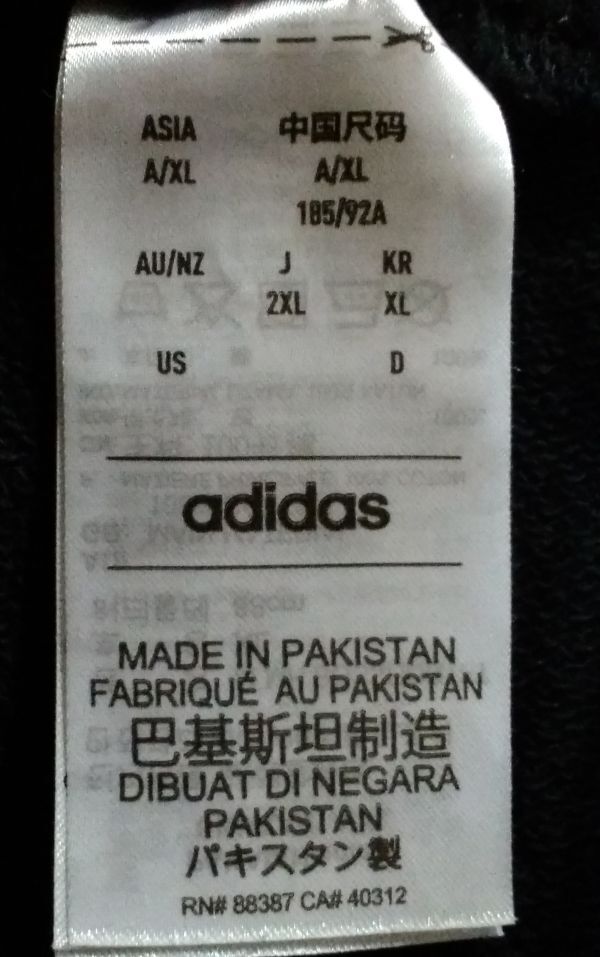 ASIA 中国尺码
A/XL A/XL
185/92A
AU/NZ J KR
2XL XL
US D
adidas
MADE IN PAKISTAN
FABRIQUÉ AU PAKISTAN
巴基斯坦制造
DIBUAT DI NEGARA
PAKISTAN
パキスタン製
RN# 88387 CA# 40312